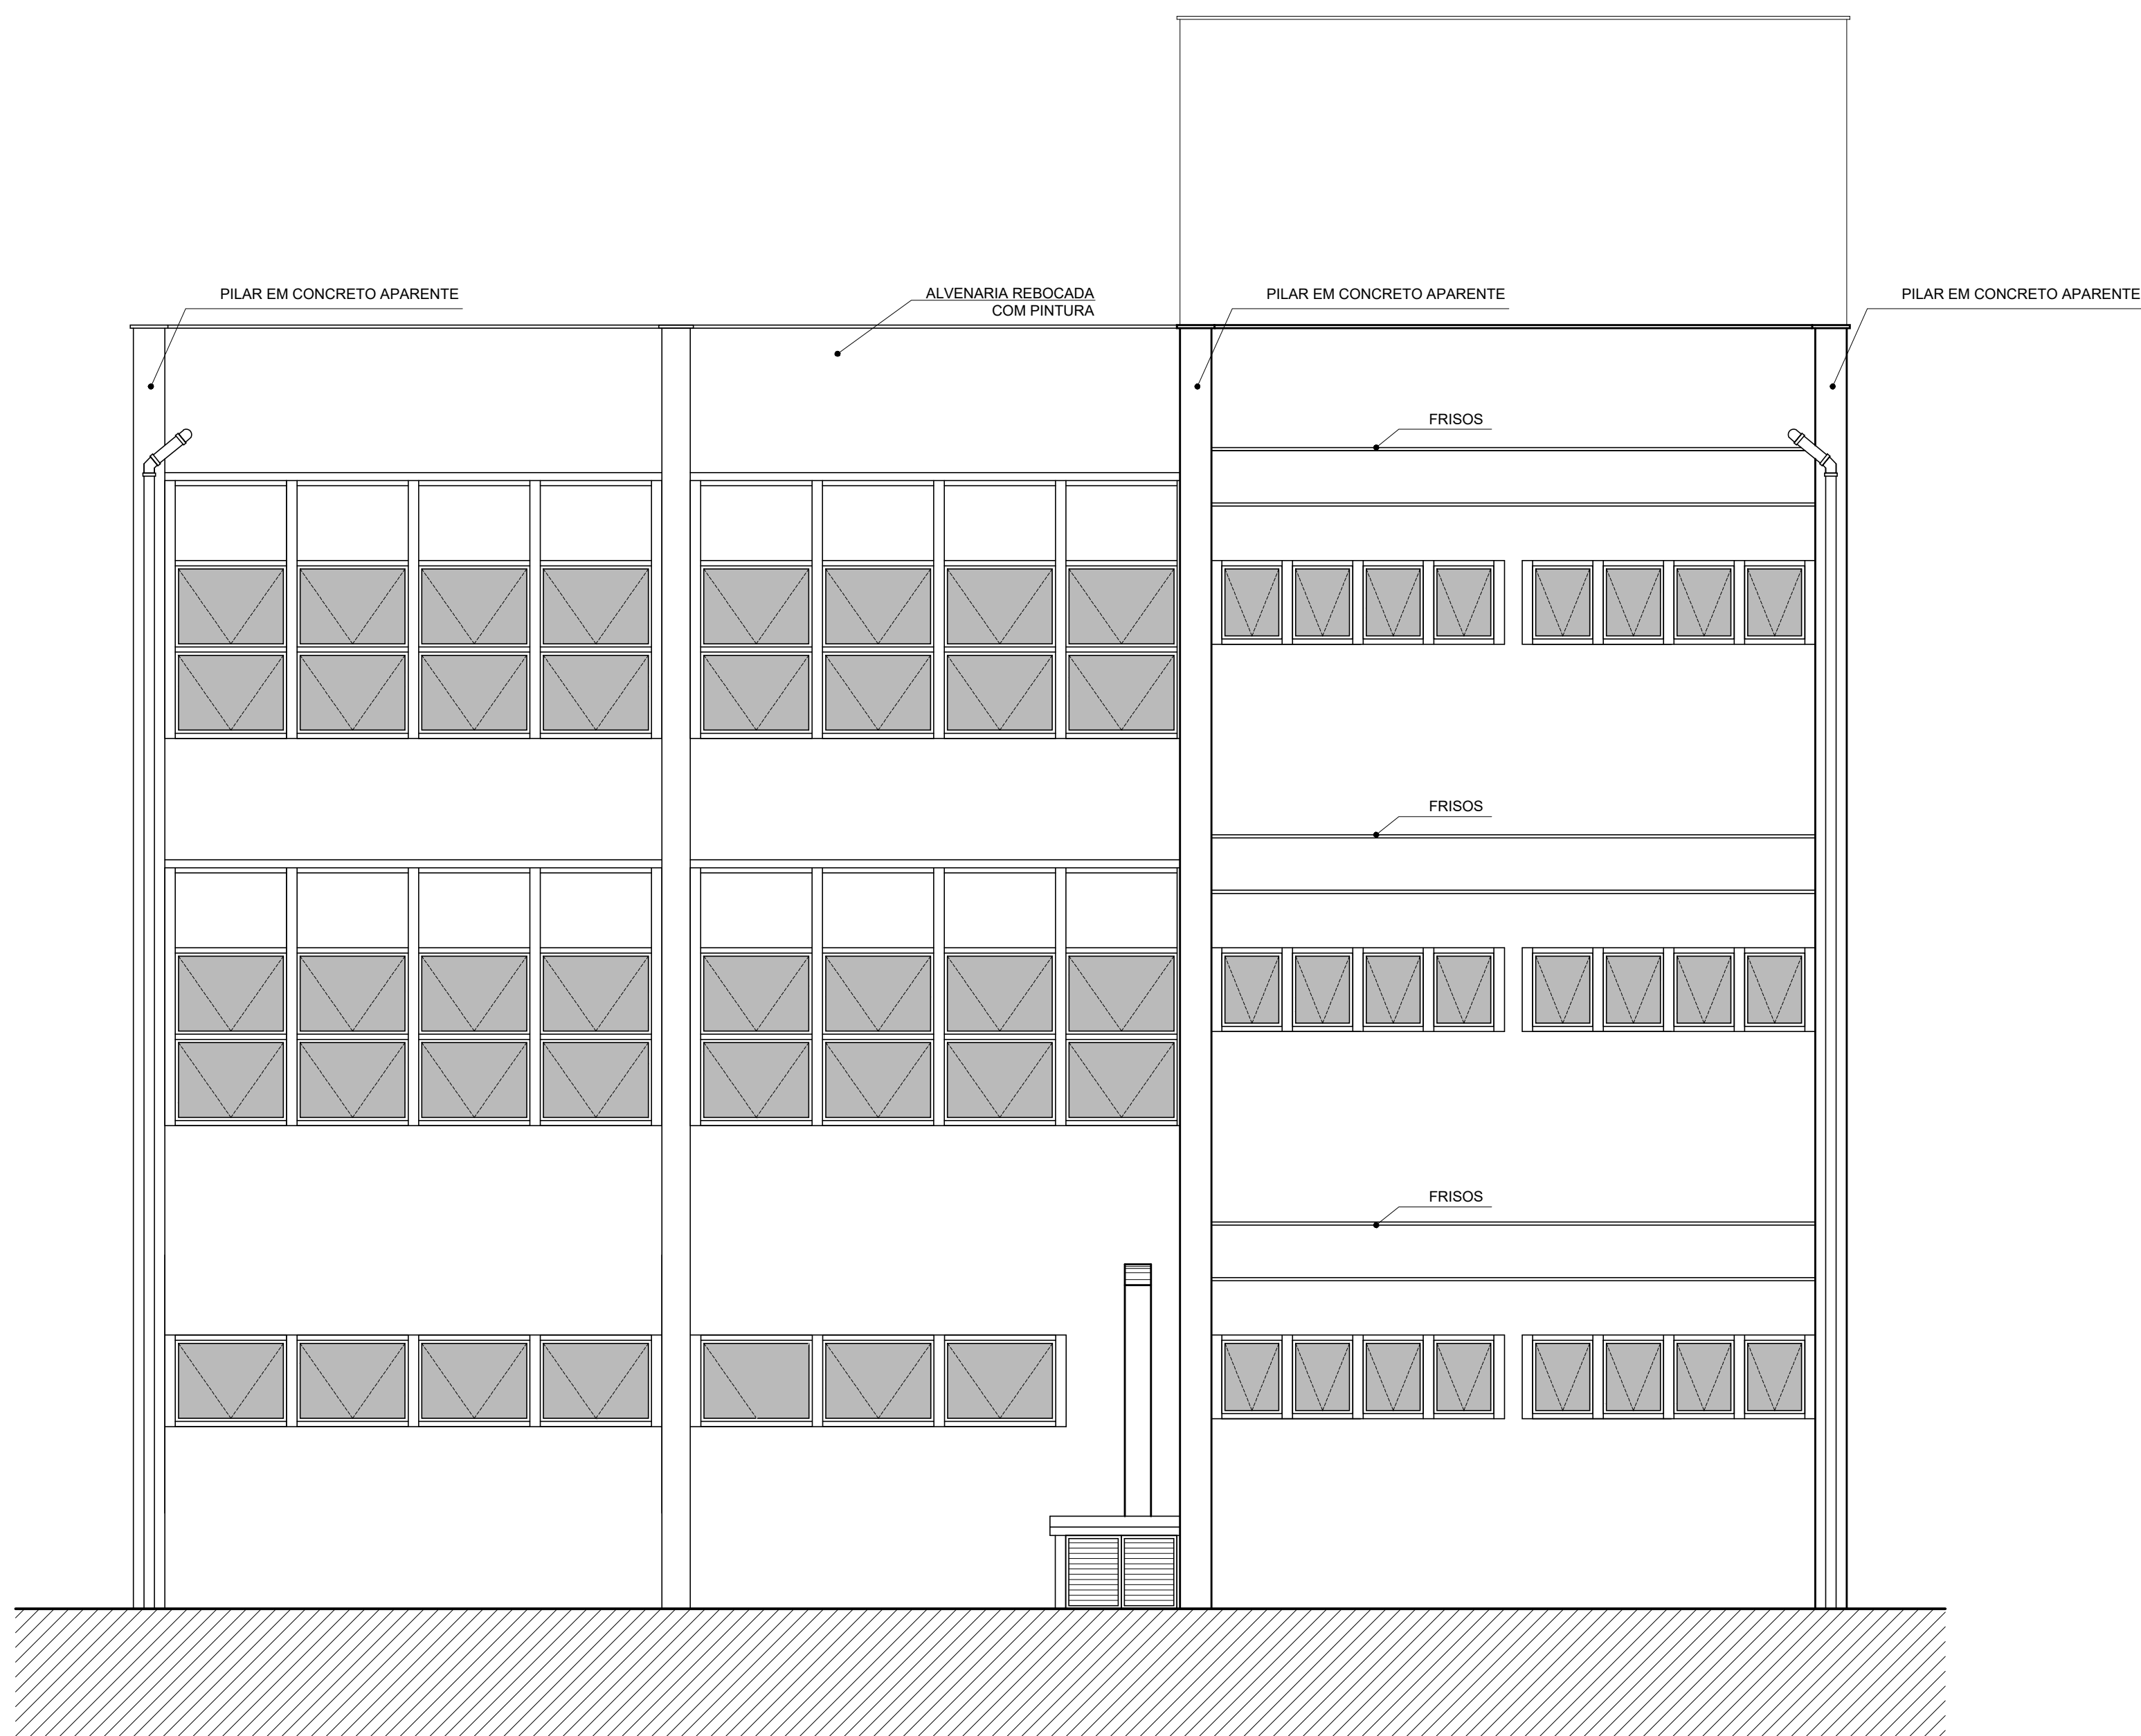 PILAR EM CONCRETO APARENTE
ALVENARIA REBOCADA
COM PINTURA
PILAR EM CONCRETO APARENTE
PILAR EM CONCRETO APARENTE
FRISOS
FRISOS
FRISOS